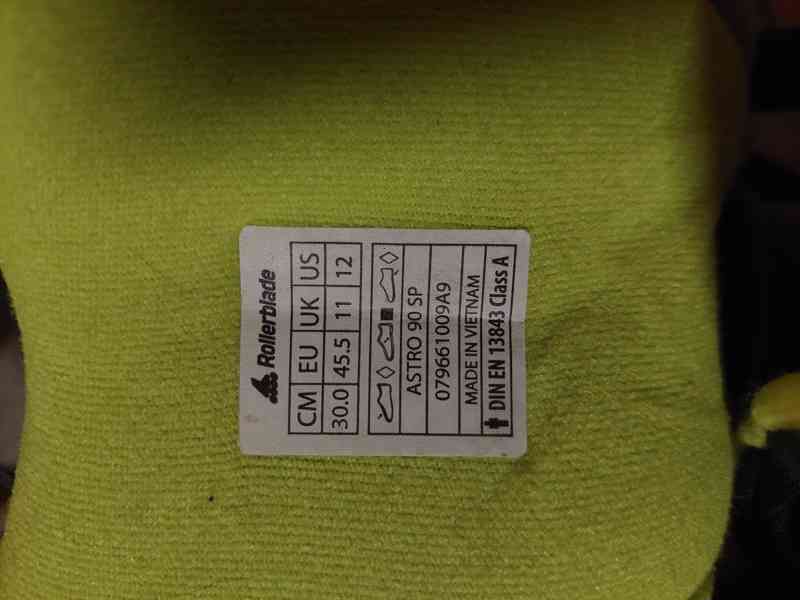 Rollerblade
CM EU UK US
30.0 45.5 11 12
ASTRO 90 SP
079661009A9
MADE IN VIETNAM
DIN EN 13843 Class A